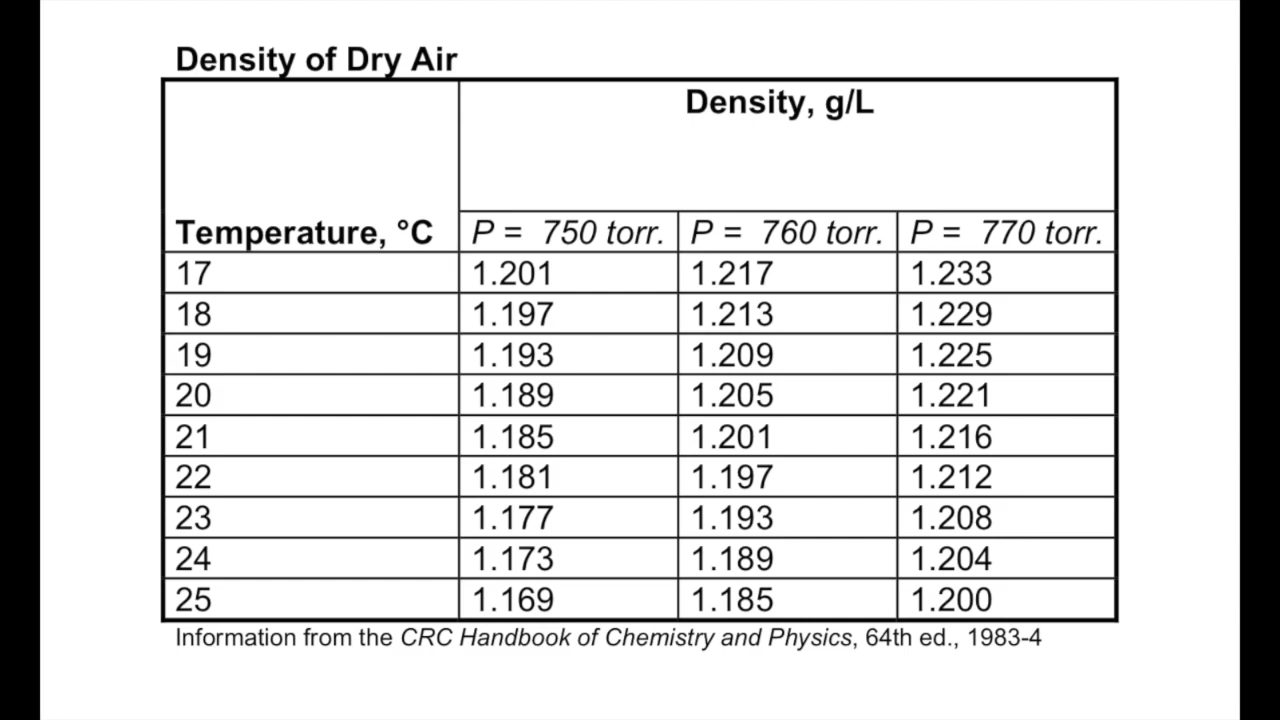 Density of Dry Air
Density, g/L
Temperature, °C P = 750 torr. P = 760 torr. P = 770 torr.
17 1.201 1.217 1.233
18 1.197 1.213 1.229
19 1.193 1.209 1.225
20 1.189 1.205 1.221
21 1.185 1.201 1.216
22 1.181 1.197 1.212
23 1.177 1.193 1.208
24 1.173 1.189 1.204
25 1.169 1.185 1.200
Information from the CRC Handbook of Chemistry and Physics, 64th ed., 1983-4